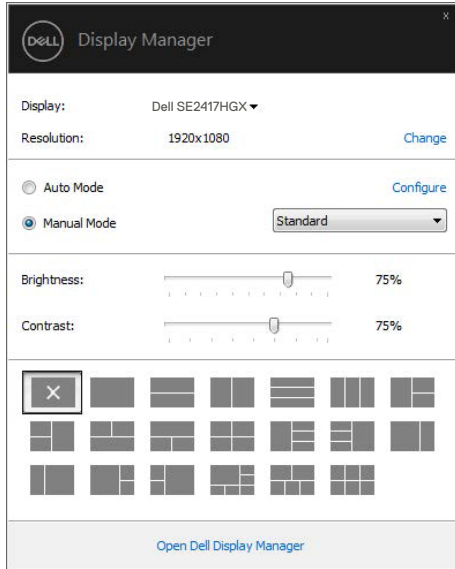 x
DELL Display Manager
Display: Dell SE2417HGX
Resolution: 1920x1080 Change
Auto Mode Configure
Manual Mode Standard
Brightness: 75%
Contrast: 75%
Open Dell Display Manager